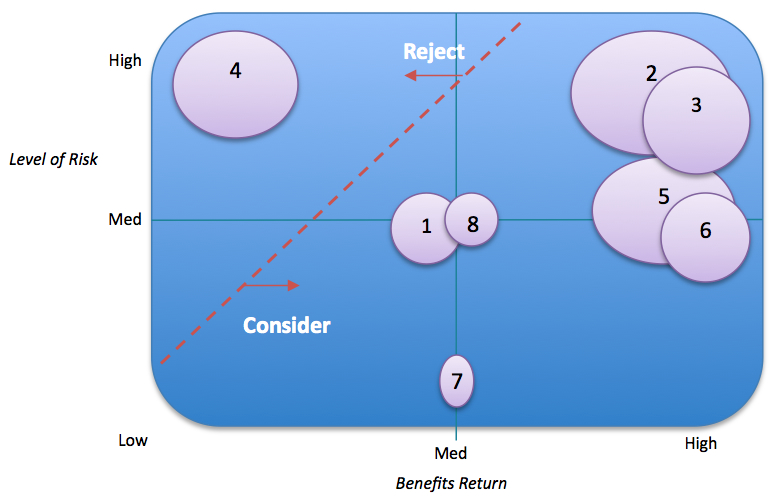 Reject
High
4
2
3
Level of Risk
Med
5
1
8
6
Consider
7
Low
Med
High
Benefits Return